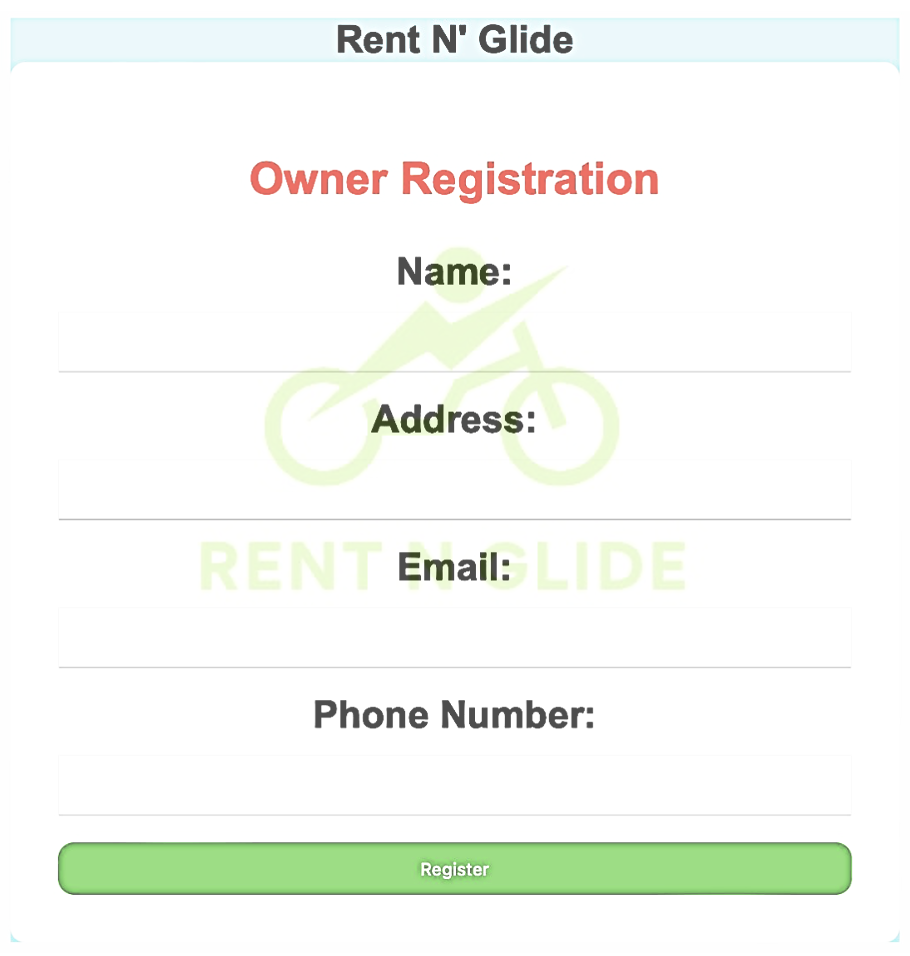 Rent N' Glide
Owner Registration
Name:
Address:
RENT N GLIDE
Email:
Phone Number:
Register